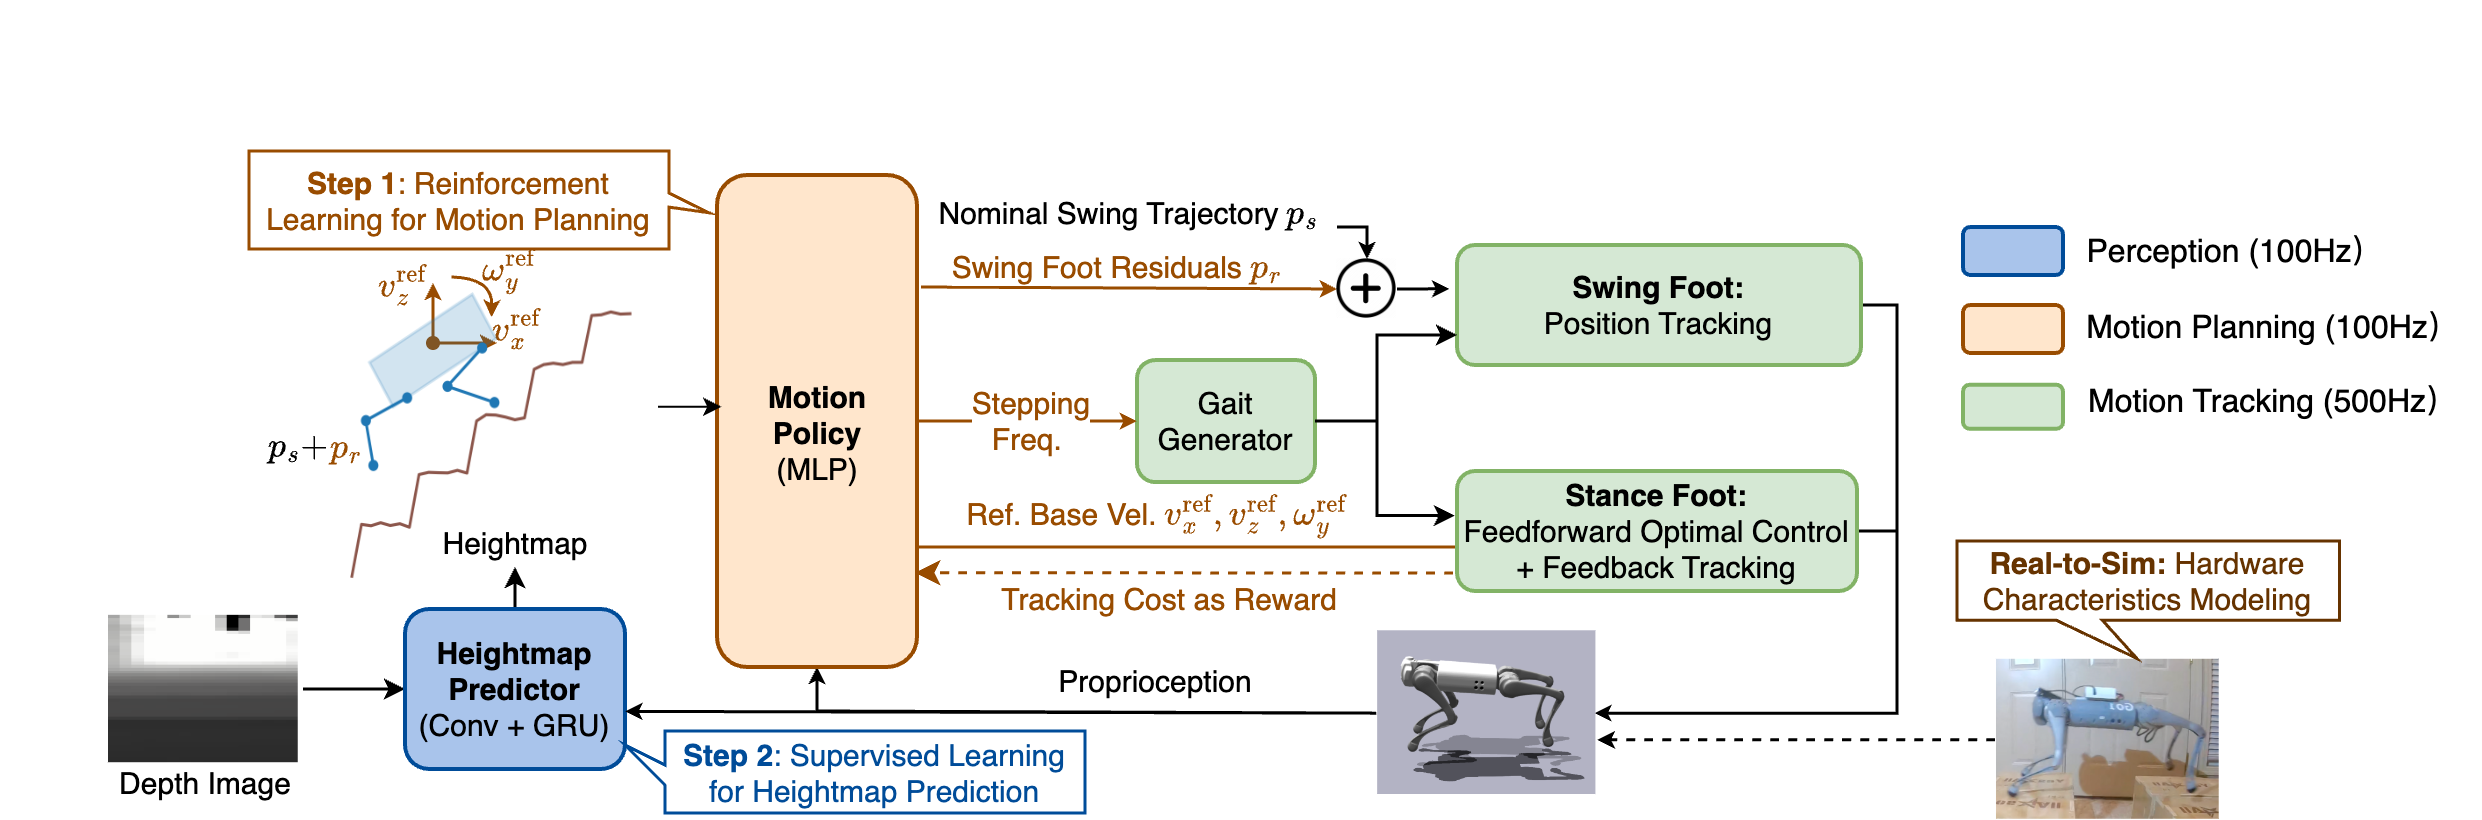 Step 1: Reinforcement
Learning for Motion Planning
v_z^ref
ω_y^ref
v_x^ref
p_s+p_r
Heightmap
Depth Image
Heightmap
Predictor
(Conv + GRU)
Step 2: Supervised Learning
for Heightmap Prediction
Motion
Policy
(MLP)
Nominal Swing Trajectory p_s
Swing Foot Residuals p_r
+
Stepping
Freq.
Gait
Generator
Ref. Base Vel. v_x^ref, v_z^ref, ω_y^ref
Tracking Cost as Reward
Proprioception
Swing Foot:
Position Tracking
Stance Foot:
Feedforward Optimal Control
+ Feedback Tracking
Perception (100Hz)
Motion Planning (100Hz)
Motion Tracking (500Hz)
Real-to-Sim: Hardware
Characteristics Modeling